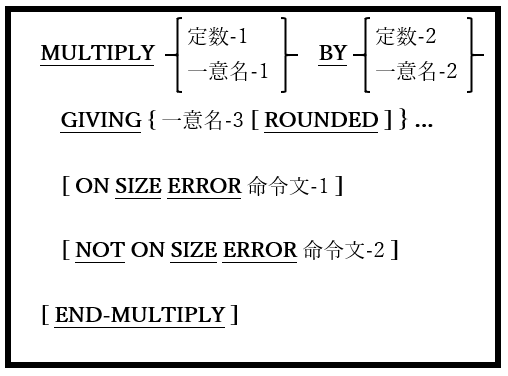 MULTIPLY { 定数-1 BY { 定数-2
一意名-1 } 一意名-2 }
GIVING { 一意名-3 [ ROUNDED ] } ...
[ ON SIZE ERROR 命令文-1 ]
[ NOT ON SIZE ERROR 命令文-2 ]
[ END-MULTIPLY ]